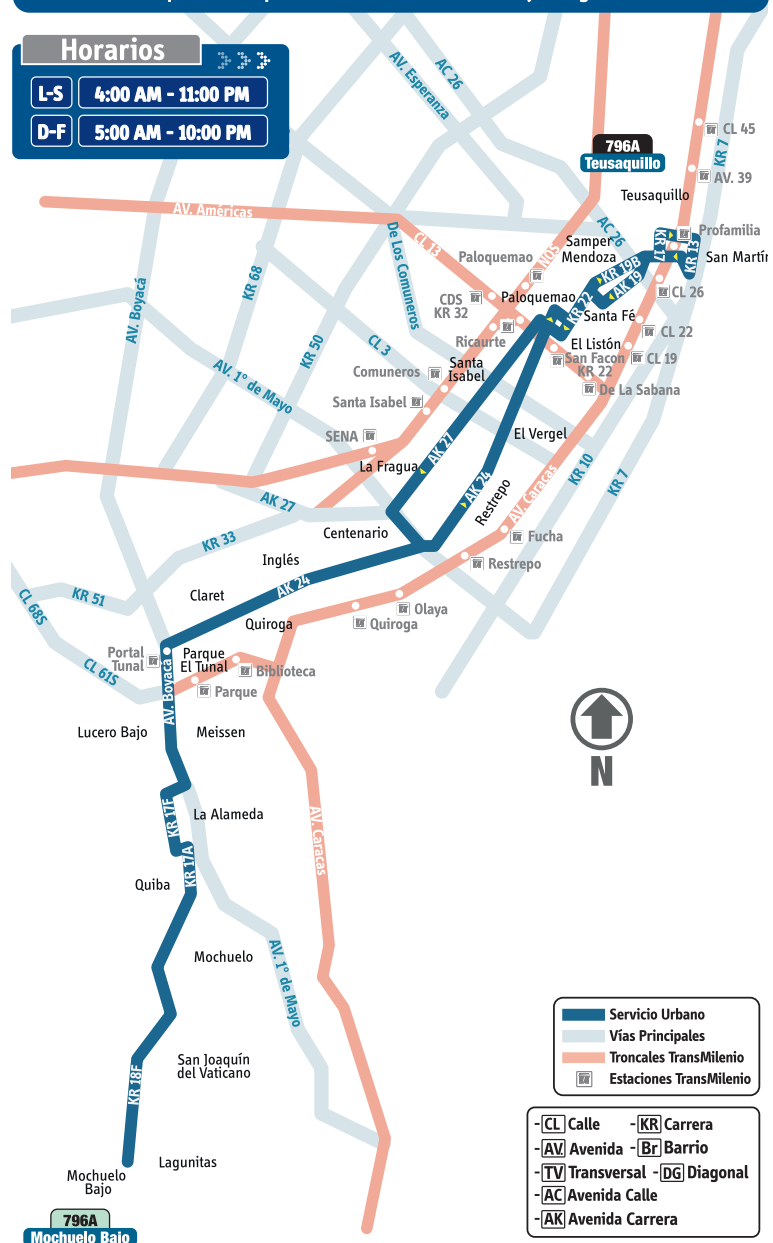 Horarios
L-S 4:00 AM - 11:00 PM
D-F 5:00 AM - 10:00 PM
AC 26
AV. Esperanza
796A
Teusaquillo
CL 45
KR 7
AV. 39
Teusaquillo
AV. Américas
De Los Comuneros
CL 13
NQS
Paloquemao
Samper
Mendoza
AC 26
KR 17
KR 13
Profamilia
San Martín
KR 19B
AK 19
CL 26
KR 68
AV. Boyacá
CDS
KR 32
Paloquemao
KR 22
Santa Fé
CL 22
Ricaurte
El Listón
CL 19
San Facon
KR 22
De La Sabana
KR 50
CL 3
Comuneros
Santa
Isabel
AV. 1° de Mayo
Santa Isabel
SENA
AK 27
El Vergel
La Fragua
KR 10
KR 7
AK 24
Restrepo
AV. Caracas
AK 27
Centenario
Fucha
KR 33
Inglés
Restrepo
AK 24
Claret
CL 68S
KR 51
Olaya
Quiroga
Quiroga
Portal
Tunal
Parque
El Tunal
Biblioteca
CL 61S
Parque
AV. Boyacá
Lucero Bajo
Meissen
KR 17F
La Alameda
AV. Caracas
KR 17A
Quiba
Mochuelo
AV. 1° de Mayo
San Joaquín
del Vaticano
KR 18F
Lagunitas
Mochuelo
Bajo
796A
Mochuelo Bajo
N
Servicio Urbano
Vías Principales
Troncales TransMilenio
Estaciones TransMilenio
- CL Calle - KR Carrera
- AV Avenida - Br Barrio
- TV Transversal - DG Diagonal
- AC Avenida Calle
- AK Avenida Carrera